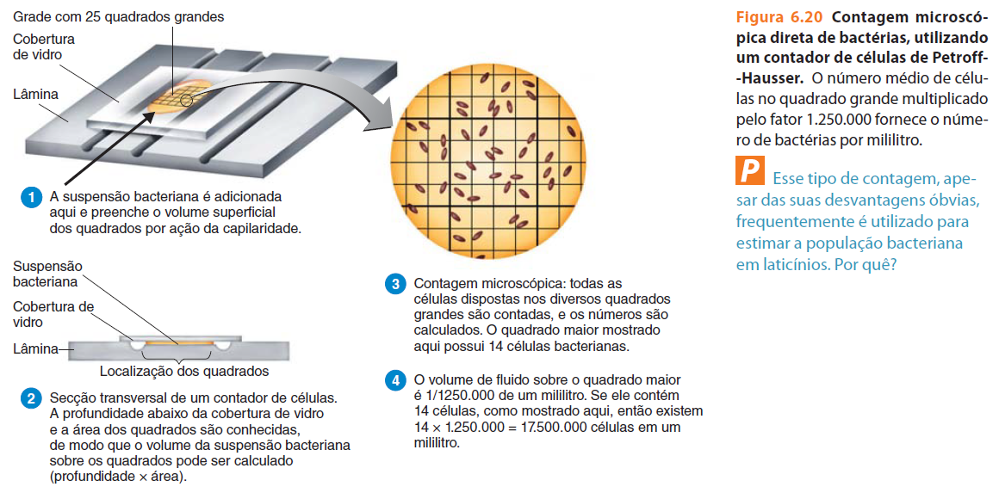 Grade com 25 quadrados grandes
Cobertura
de vidro
Lâmina
1 A suspensão bacteriana é adicionada
aqui e preenche o volume superficial
dos quadrados por ação da capilaridade.
Suspensão
bacteriana
Cobertura de
vidro
Lâmina
Localização dos quadrados
2 Secção transversal de um contador de células.
A profundidade abaixo da cobertura de vidro
e a área dos quadrados são conhecidas,
de modo que o volume da suspensão bacteriana
sobre os quadrados pode ser calculado
(profundidade × área).
3 Contagem microscópica: todas as
células dispostas nos diversos quadrados
grandes são contadas, e os números são
calculados. O quadrado maior mostrado
aqui possui 14 células bacterianas.
4 O volume de fluido sobre o quadrado maior
é 1/1250.000 de um mililitro. Se ele contém
14 células, como mostrado aqui, então existem
14 × 1.250.000 = 17.500.000 células em um
mililitro.
Figura 6.20 Contagem microscó-
pica direta de bactérias, utilizando
um contador de células de Petroff-
-Hausser. O número médio de célu-
las no quadrado grande multiplicado
pelo fator 1.250.000 fornece o núme-
ro de bactérias por mililitro.
P Esse tipo de contagem, ape-
sar das suas desvantagens óbvias,
frequentemente é utilizado para
estimar a população bacteriana
em laticínios. Por quê?